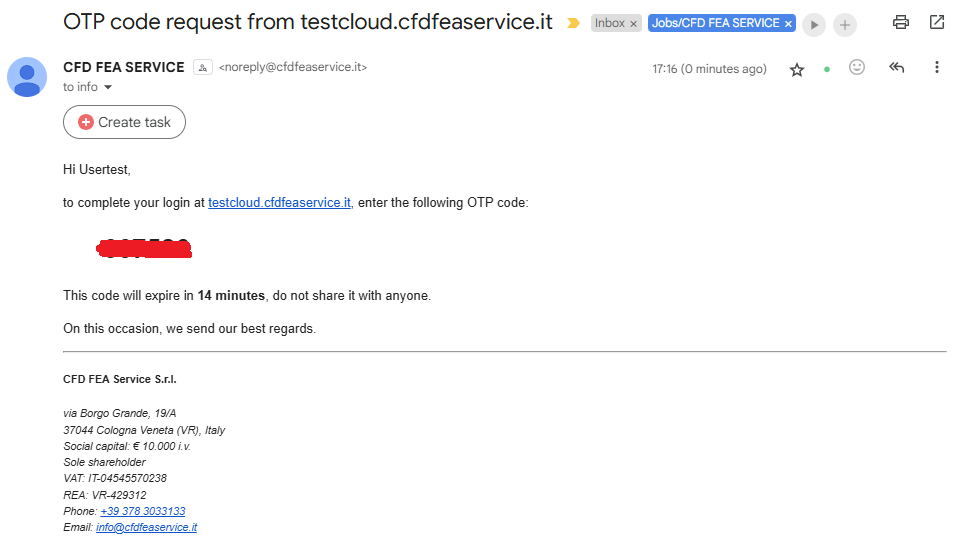 OTP code request from testcloud.cfdfeaservice.it
Inbox ×
Jobs/CFD FEA SERVICE ×
CFD FEA SERVICE <noreply@cfdfeaservice.it>
17:16 (0 minutes ago)
to info
Create task
Hi Usertest,
to complete your login at testcloud.cfdfeaservice.it, enter the following OTP code:
This code will expire in 14 minutes, do not share it with anyone.
On this occasion, we send our best regards.
CFD FEA Service S.r.l.
via Borgo Grande, 19/A
37044 Cologna Veneta (VR), Italy
Social capital: € 10.000 i.v.
Sole shareholder
VAT: IT-04545570238
REA: VR-429312
Phone: +39 378 3033133
Email: info@cfdfeaservice.it